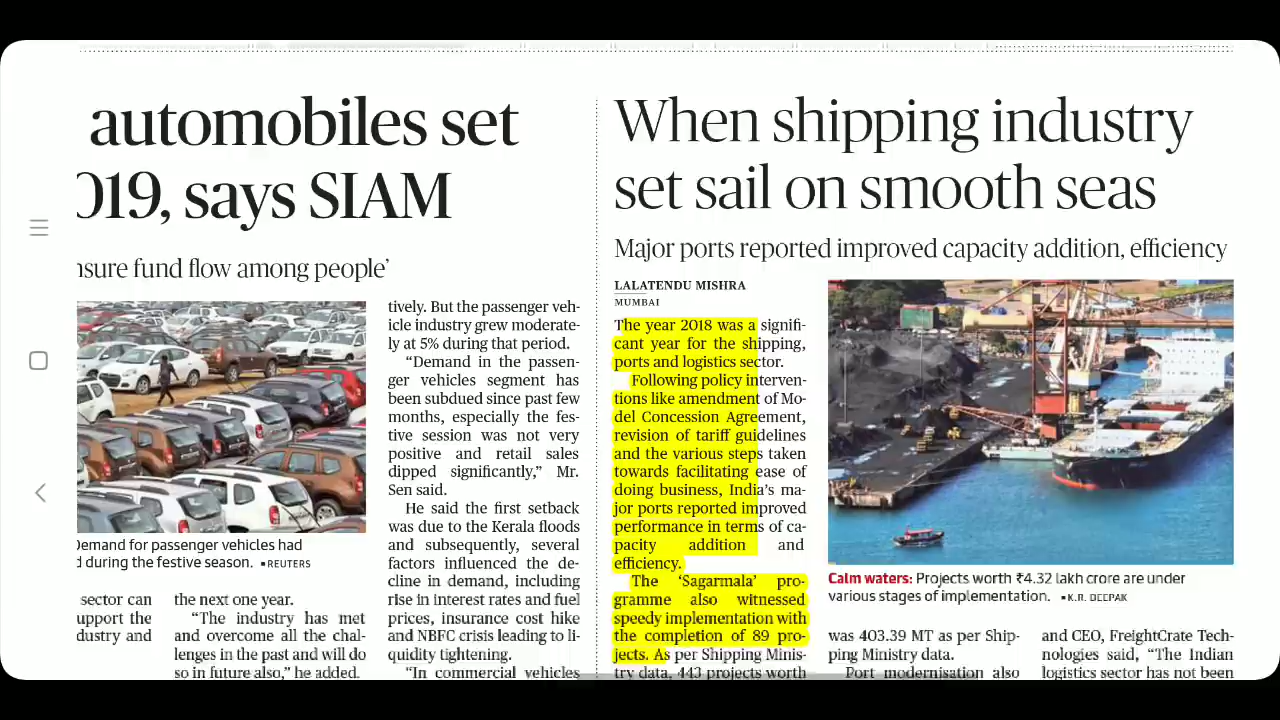 automobiles set
019, says SIAM
nsure fund flow among people’
Demand for passenger vehicles had
d during the festive season. ■ REUTERS
sector can
upport the
dustry and
the next one year.
“The industry has met
and overcome all the chal-
lenges in the past and will do
so in future also,” he added.
tively. But the passenger veh-
icle industry grew moderate-
ly at 5% during that period.
“Demand in the passen-
ger vehicles segment has
been subdued since past few
months, especially the fes-
tive session was not very
positive and retail sales
dipped significantly,” Mr.
Sen said.
He said the first setback
was due to the Kerala floods
and subsequently, several
factors influenced the de-
cline in demand, including
rise in interest rates and fuel
prices, insurance cost hike
and NBFC crisis leading to li-
quidity tightening.
“In commercial vehicles
When shipping industry
set sail on smooth seas
Major ports reported improved capacity addition, efficiency
LALATENDU MISHRA
MUMBAI
The year 2018 was a signifi-
cant year for the shipping,
ports and logistics sector.
Following policy interven-
tions like amendment of Mo-
del Concession Agreement,
revision of tariff guidelines
and the various steps taken
towards facilitating ease of
doing business, India’s ma-
jor ports reported improved
performance in terms of ca-
pacity addition and
efficiency.
The ‘Sagarmala’ pro-
gramme also witnessed
speedy implementation with
the completion of 89 pro-
jects. As per Shipping Minis-
try data, 443 projects worth
Calm waters: Projects worth ₹4.32 lakh crore are under
various stages of implementation. ■ K.R. DEEPAK
was 403.39 MT as per Ship-
ping Ministry data.
Port modernisation also
and CEO, FreightCrate Tech-
nologies said, “The Indian
logistics sector has not been